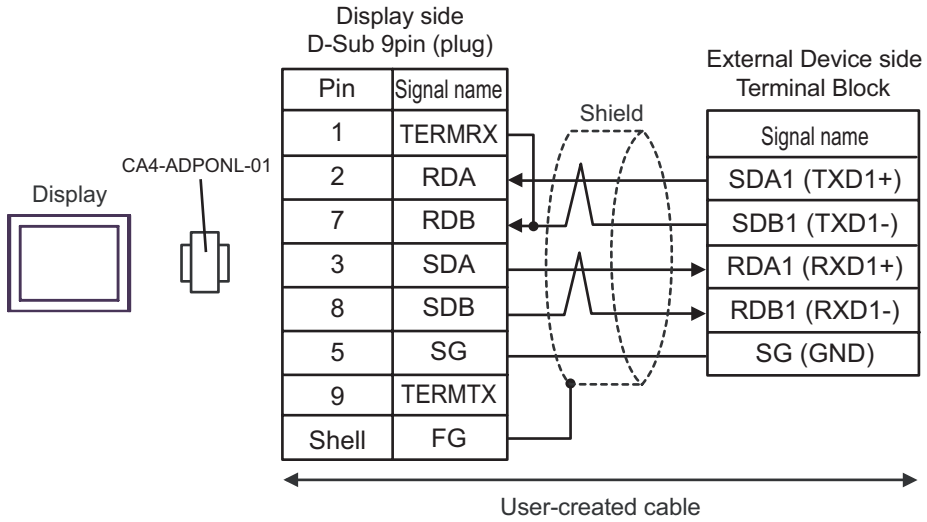 Display side
D-Sub 9pin (plug)
External Device side
Terminal Block
Pin Signal name
Shield
Signal name
1 TERMRX
CA4-ADPONL-01
Display
2 RDA
SDA1 (TXD1+)
7 RDB
SDB1 (TXD1-)
3 SDA
RDA1 (RXD1+)
8 SDB
RDB1 (RXD1-)
5 SG
SG (GND)
9 TERMTX
Shell FG
User-created cable